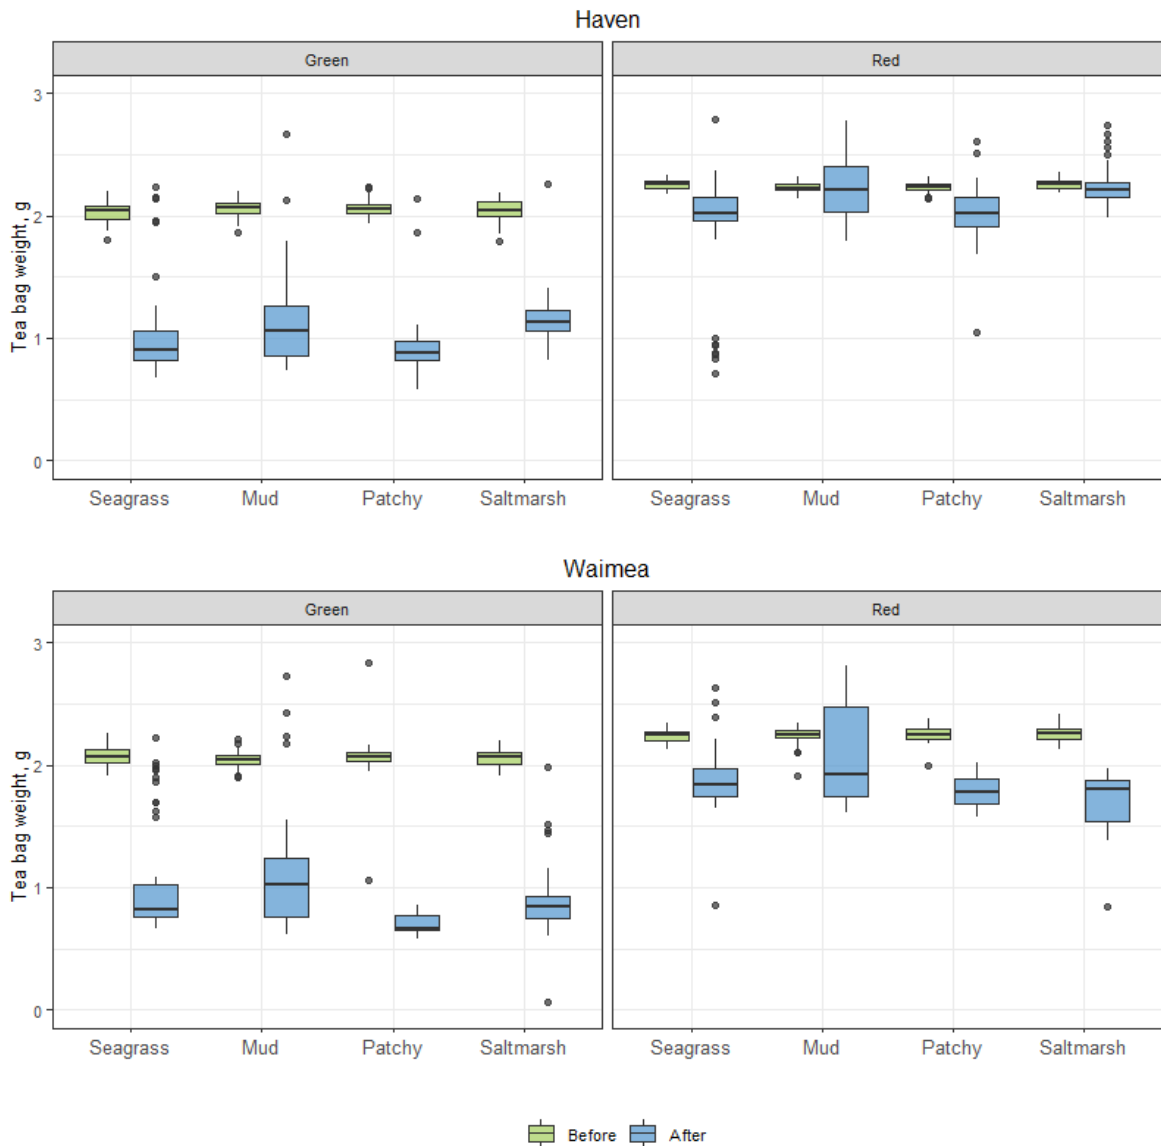 Haven
Green Red
Tea bag weight, g
3
2
1
0
Seagrass Mud Patchy Saltmarsh Seagrass Mud Patchy Saltmarsh
Waimea
Green Red
Tea bag weight, g
3
2
1
0
Seagrass Mud Patchy Saltmarsh Seagrass Mud Patchy Saltmarsh
Before After